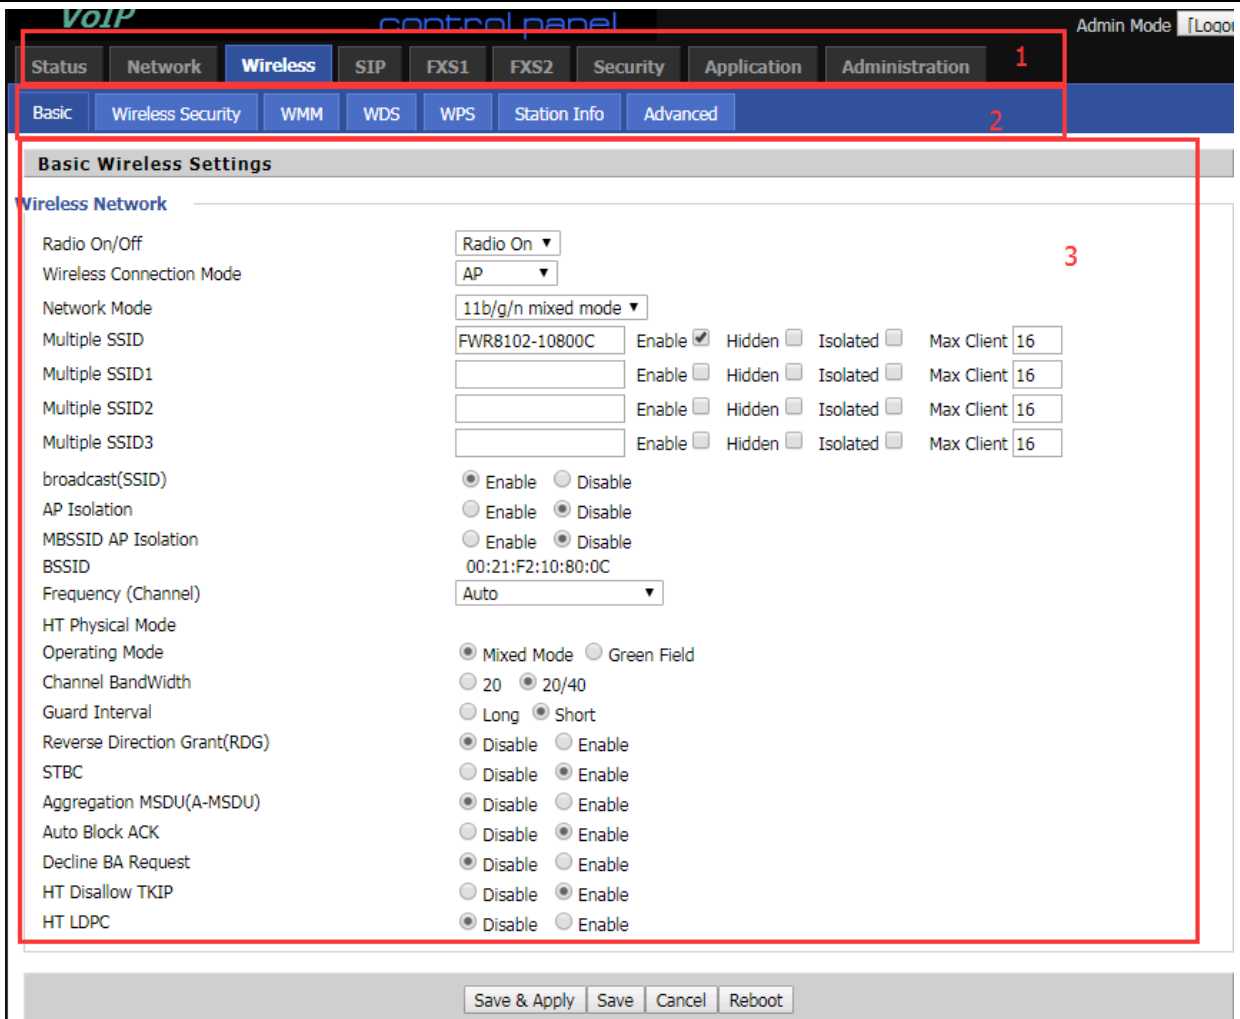 VoIP control panel Admin Mode [Logou
Status Network Wireless SIP FXS1 FXS2 Security Application Administration 1
Basic Wireless Security WMM WDS WPS Station Info Advanced 2
Basic Wireless Settings
Wireless Network
Radio On/Off Radio On
3
Wireless Connection Mode AP
Network Mode 11b/g/n mixed mode
Multiple SSID FWR8102-10800C Enable Hidden Isolated Max Client 16
Multiple SSID1 Enable Hidden Isolated Max Client 16
Multiple SSID2 Enable Hidden Isolated Max Client 16
Multiple SSID3 Enable Hidden Isolated Max Client 16
broadcast(SSID) Enable Disable
AP Isolation Enable Disable
MBSSID AP Isolation Enable Disable
BSSID 00:21:F2:10:80:0C
Frequency (Channel) Auto
HT Physical Mode
Operating Mode Mixed Mode Green Field
Channel BandWidth 20 20/40
Guard Interval Long Short
Reverse Direction Grant(RDG) Disable Enable
STBC Disable Enable
Aggregation MSDU(A-MSDU) Disable Enable
Auto Block ACK Disable Enable
Decline BA Request Disable Enable
HT Disallow TKIP Disable Enable
HT LDPC Disable Enable
Save & Apply Save Cancel Reboot